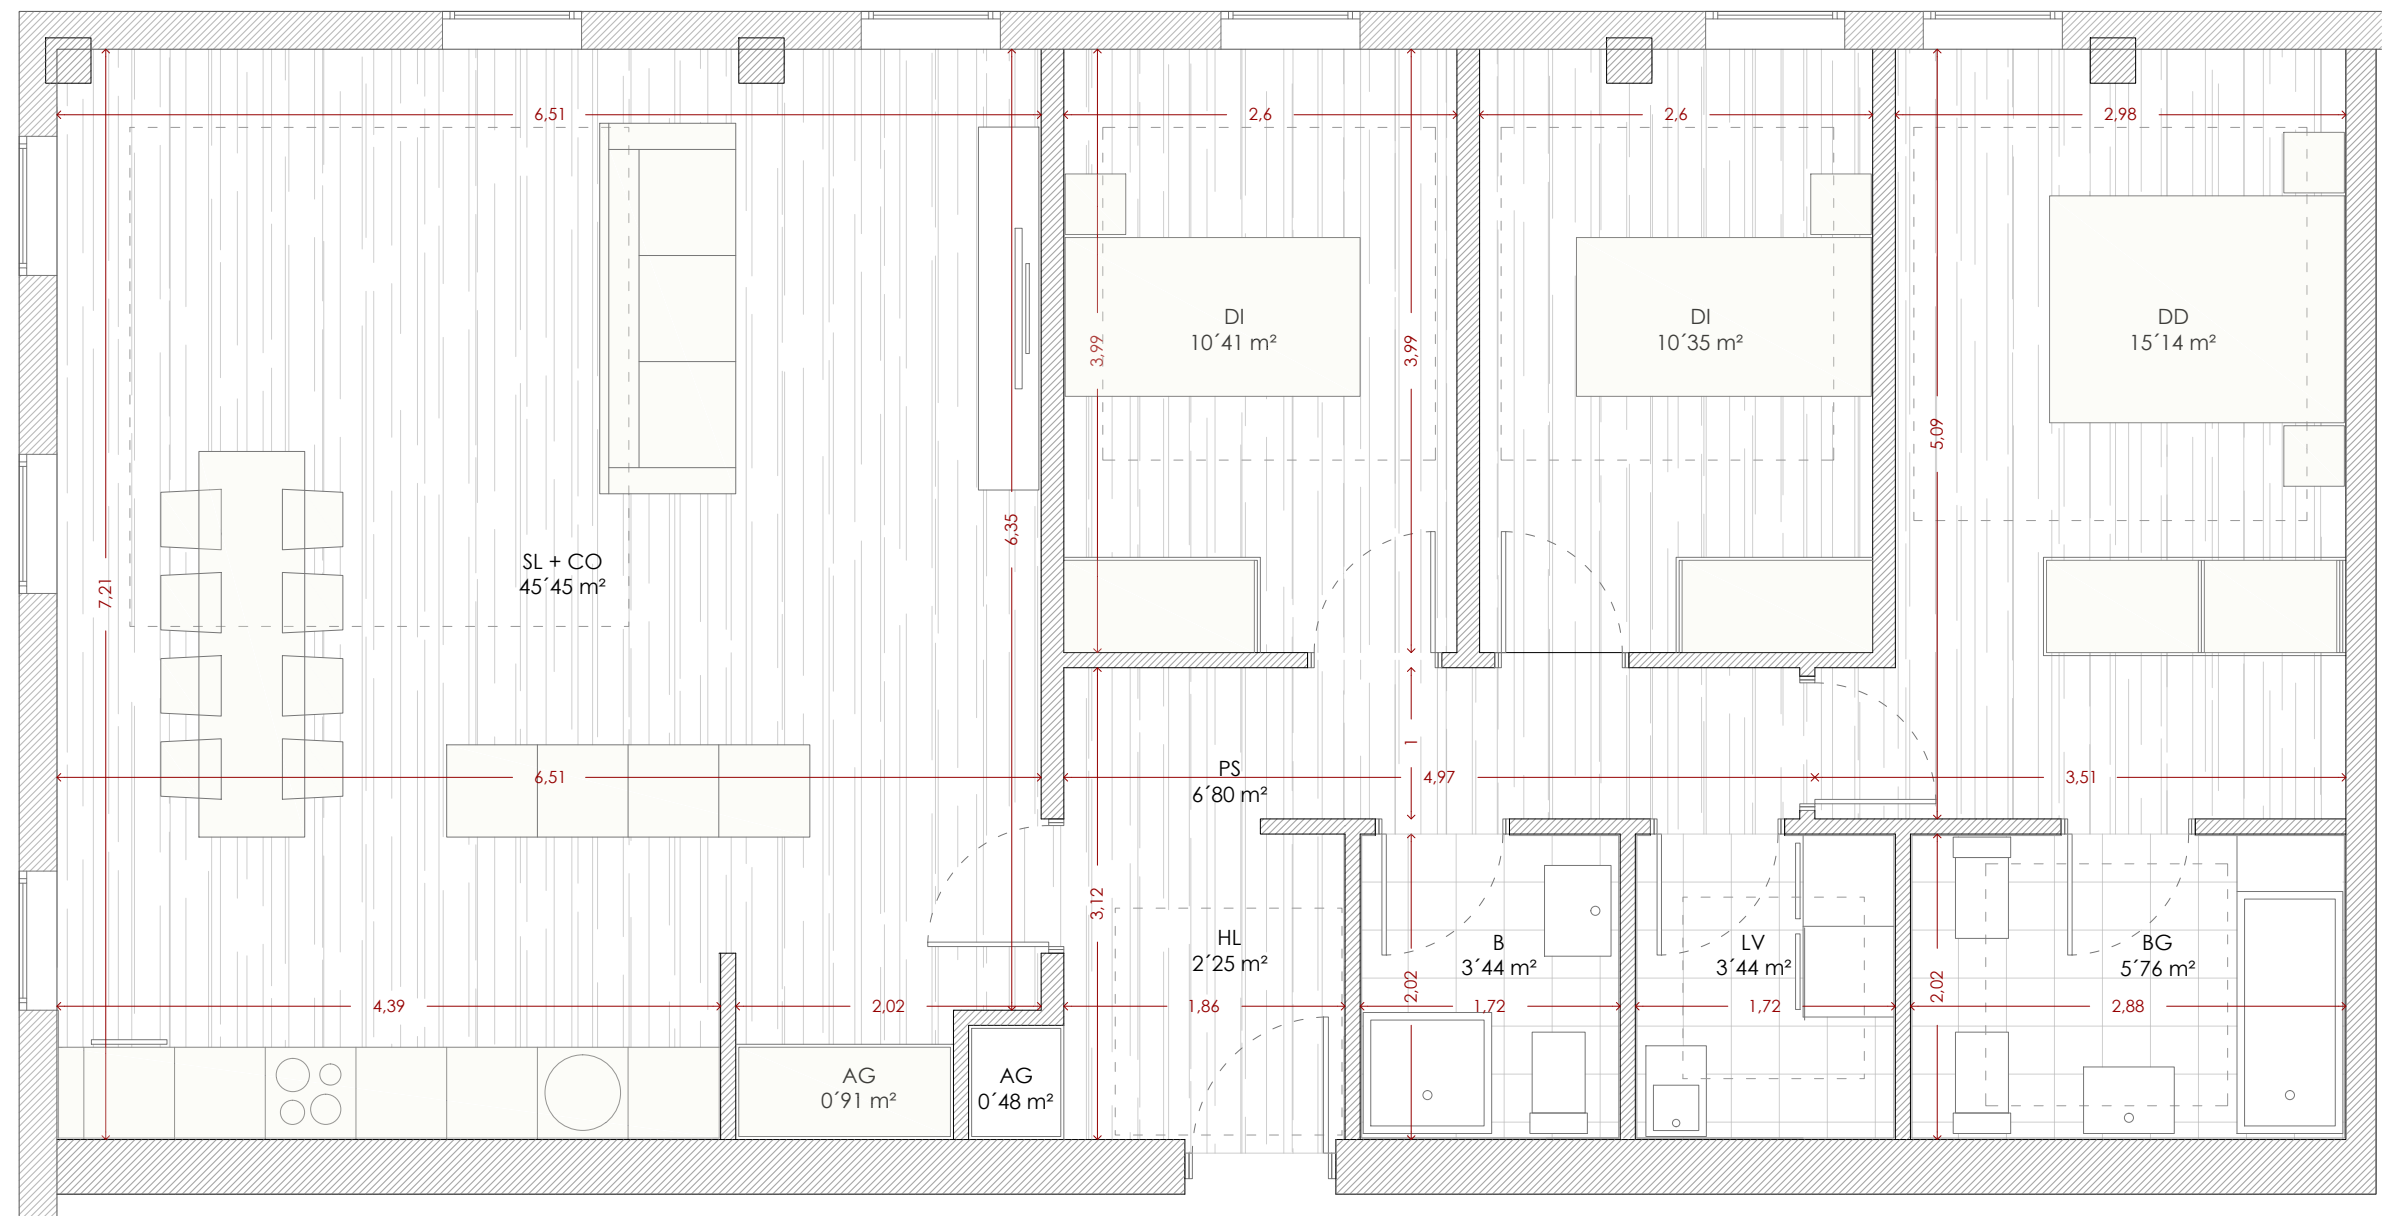 6,51
2,6
2,6
2,98
DI
10´41 m²
DI
10´35 m²
DD
15´14 m²
3,99
3,99
5,09
6,35
SL + CO
45´45 m²
7,21
1
PS
6´80 m²
6,51
4,97
3,51
3,12
HL
2´25 m²
B
3´44 m²
LV
3´44 m²
BG
5´76 m²
2,02
2,02
4,39
2,02
1,86
1,72
1,72
2,88
AG
0´91 m²
AG
0´48 m²